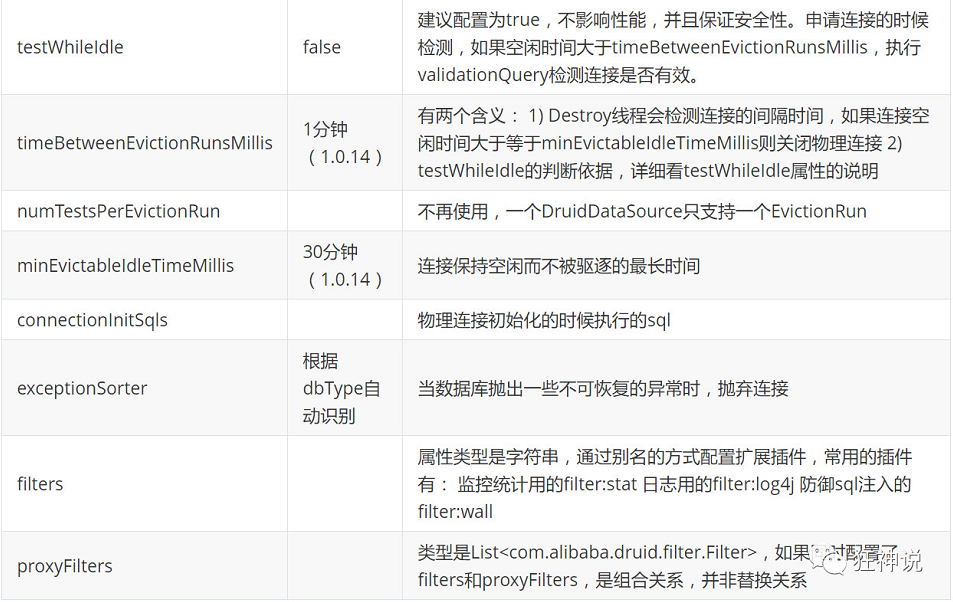 testWhileIdle
false
建议配置为true，不影响性能，并且保证安全性。申请连接的时候
检测，如果空闲时间大于timeBetweenEvictionRunsMillis，执行
validationQuery检测连接是否有效。
timeBetweenEvictionRunsMillis
1分钟
（1.0.14）
有两个含义： 1) Destroy线程会检测连接的间隔时间，如果连接空
闲时间大于等于minEvictableIdleTimeMillis则关闭物理连接 2)
testWhileIdle的判断依据，详细看testWhileIdle属性的说明
numTestsPerEvictionRun
不再使用，一个DruidDataSource只支持一个EvictionRun
minEvictableIdleTimeMillis
30分钟
（1.0.14）
连接保持空闲而不被驱逐的最长时间
connectionInitSqls
物理连接初始化的时候执行的sql
exceptionSorter
根据
dbType自
动识别
当数据库抛出一些不可恢复的异常时，抛弃连接
filters
属性类型是字符串，通过别名的方式配置扩展插件，常用的插件
有： 监控统计用的filter:stat 日志用的filter:log4j 防御sql注入的
filter:wall
proxyFilters
类型是List<com.alibaba.druid.filter.Filter>，如果 时配置了
filters和proxyFilters，是组合关系，并非替换关系
狂神说